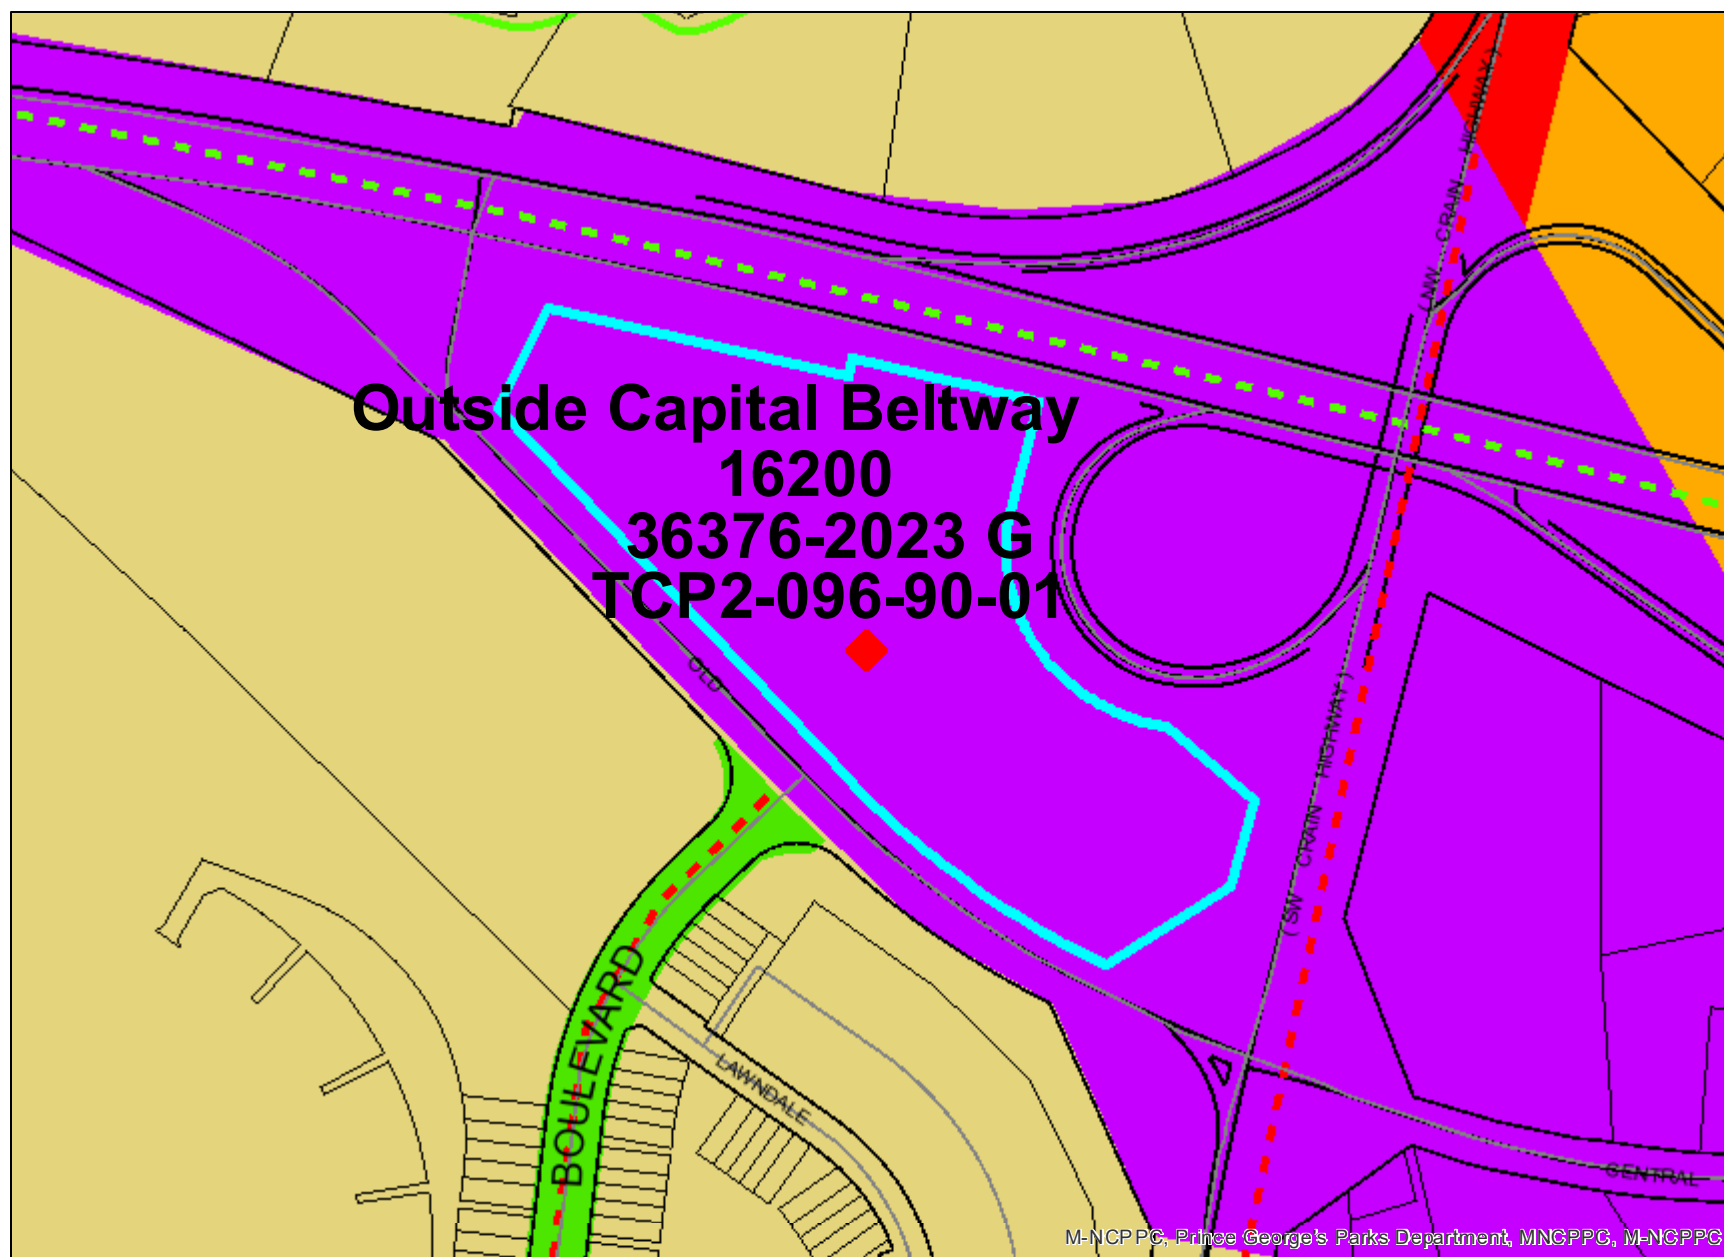 ( NW CRAIN HIGHWAY )
Outside Capital Beltway
16200
36376-2023 G
TCP2-096-90-01
OLD
( SW CRAIN HIGHWAY )
BOULEVARD
LAWNDALE
CENTRAL
M-NCPPC, Prince George's Parks Department, MNCPPC, M-NCPPC